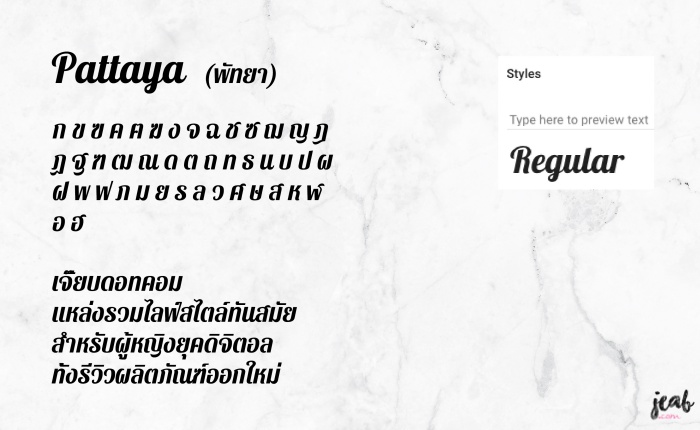 Pattaya (พัทยา)
ก ข ฃ ค ฅ ฆ ง จ ฉ ช ซ ฌ ญ ฎ
ฏ ฐ ฑ ฒ ณ ด ต ถ ท ธ น บ ป ผ
ฝ พ ฟ ภ ม ย ร ล ว ศ ษ ส ห ฬ
อ ฮ
เจี๊ยบดอทคอม
แหล่งรวมไลฟ์สไตล์ทันสมัย
สำหรับผู้หญิงยุคดิจิตอล
ทั้งรีวิวผลิตภัณฑ์ออกใหม่
Styles
Type here to preview text
Regular
jeab
.com